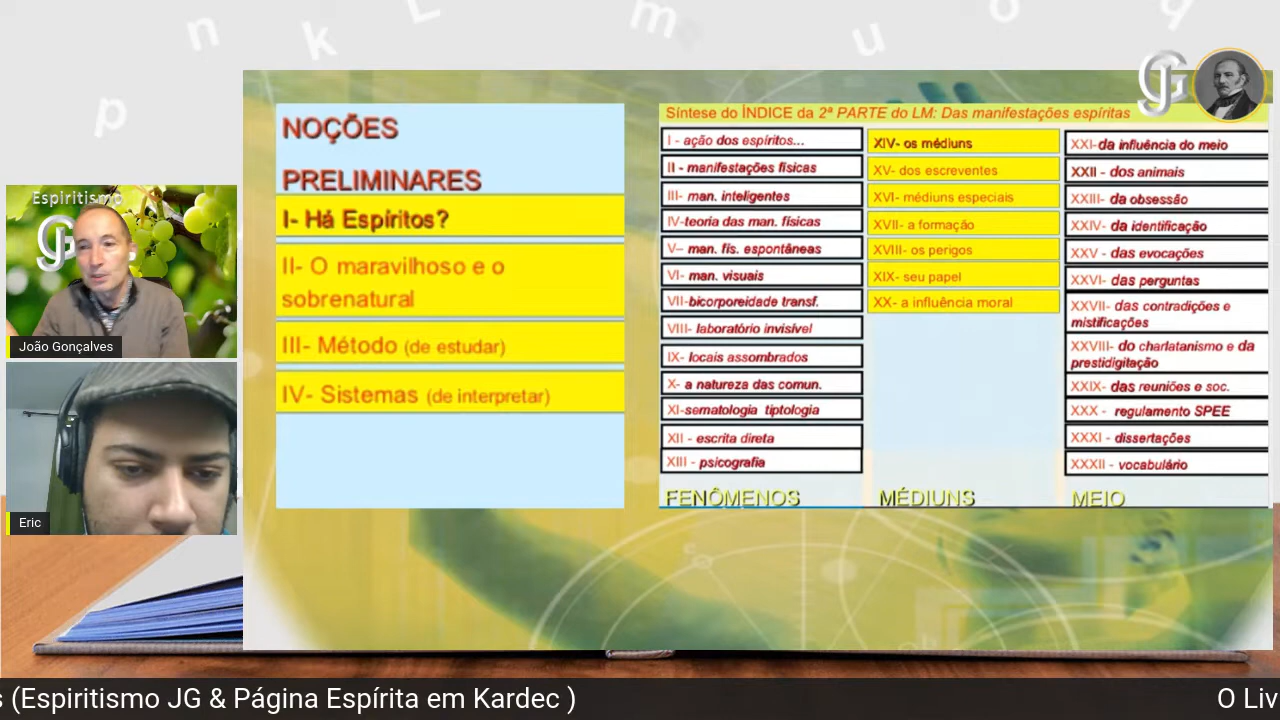 n
k
L
m
u
o
q
p
JG
Espiritismo
JG
João Gonçalves
Eric
NOÇÕES
PRELIMINARES
I- Há Espíritos?
II- O maravilhoso e o
sobrenatural
III- Método (de estudar)
IV- Sistemas (de interpretar)
Síntese do ÍNDICE da 2ª PARTE do LM: Das manifestações espíritas
I - ação dos espíritos...
II - manifestações físicas
III- man. inteligentes
IV-teoria das man. físicas
V– man. fís. espontâneas
VI- man. visuais
VII-bicorporeidade transf.
VIII- laboratório invisível
IX- locais assombrados
X- a natureza das comun.
XI-sematologia tiptologia
XII - escrita direta
XIII - psicografia
FENÔMENOS
XIV- os médiuns
XV- dos escreventes
XVI- médiuns especiais
XVII- a formação
XVIII- os perigos
XIX- seu papel
XX- a influência moral
MÉDIUNS
XXI-da influência do meio
XXII - dos animais
XXIII- da obsessão
XXIV- da identificação
XXV - das evocações
XXVI- das perguntas
XXVII- das contradições e
mistificações
XXVIII- do charlatanismo e da
prestidigitação
XXIX- das reuniões e soc.
XXX - regulamento SPEE
XXXI - dissertações
XXXII - vocabulário
MEIO
s (Espiritismo JG & Página Espírita em Kardec )
O Liv